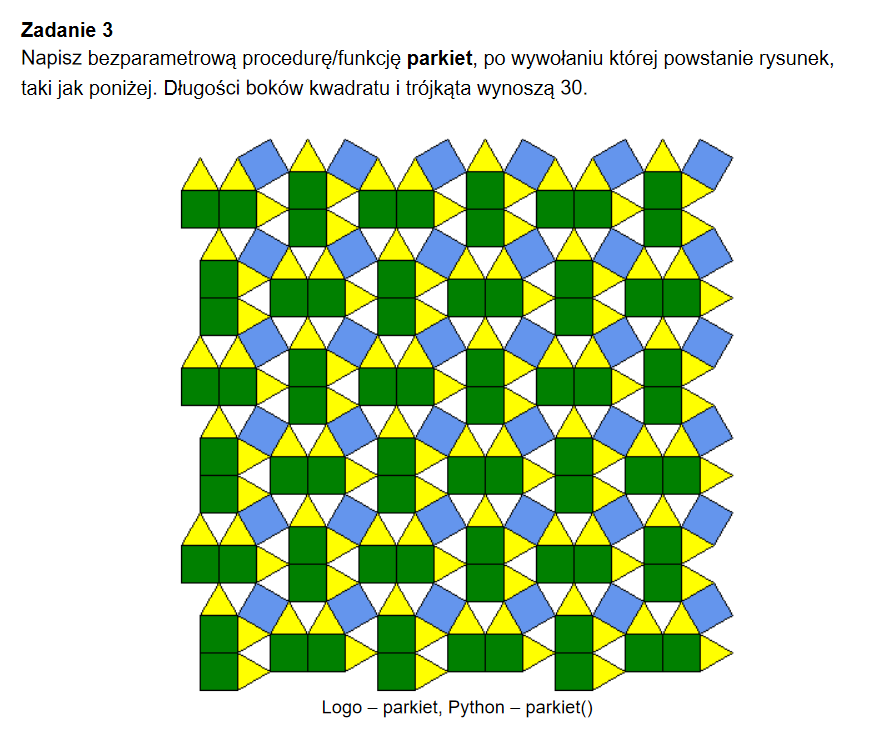 Zadanie 3
Napisz bezparametrową procedurę/funkcję parkiet, po wywołaniu której powstanie rysunek,
taki jak poniżej. Długości boków kwadratu i trójkąta wynoszą 30.
Logo – parkiet, Python – parkiet()